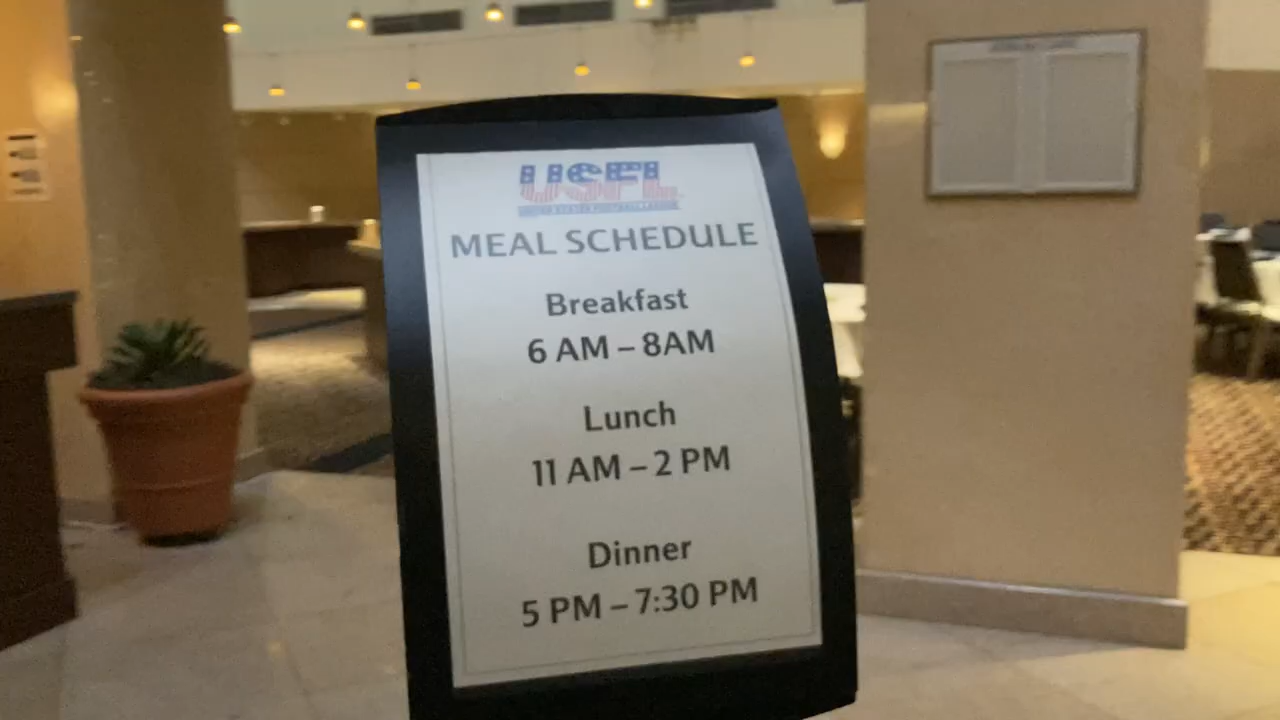 USFL
MEAL SCHEDULE
Breakfast
6 AM – 8AM
Lunch
11 AM – 2 PM
Dinner
5 PM – 7:30 PM